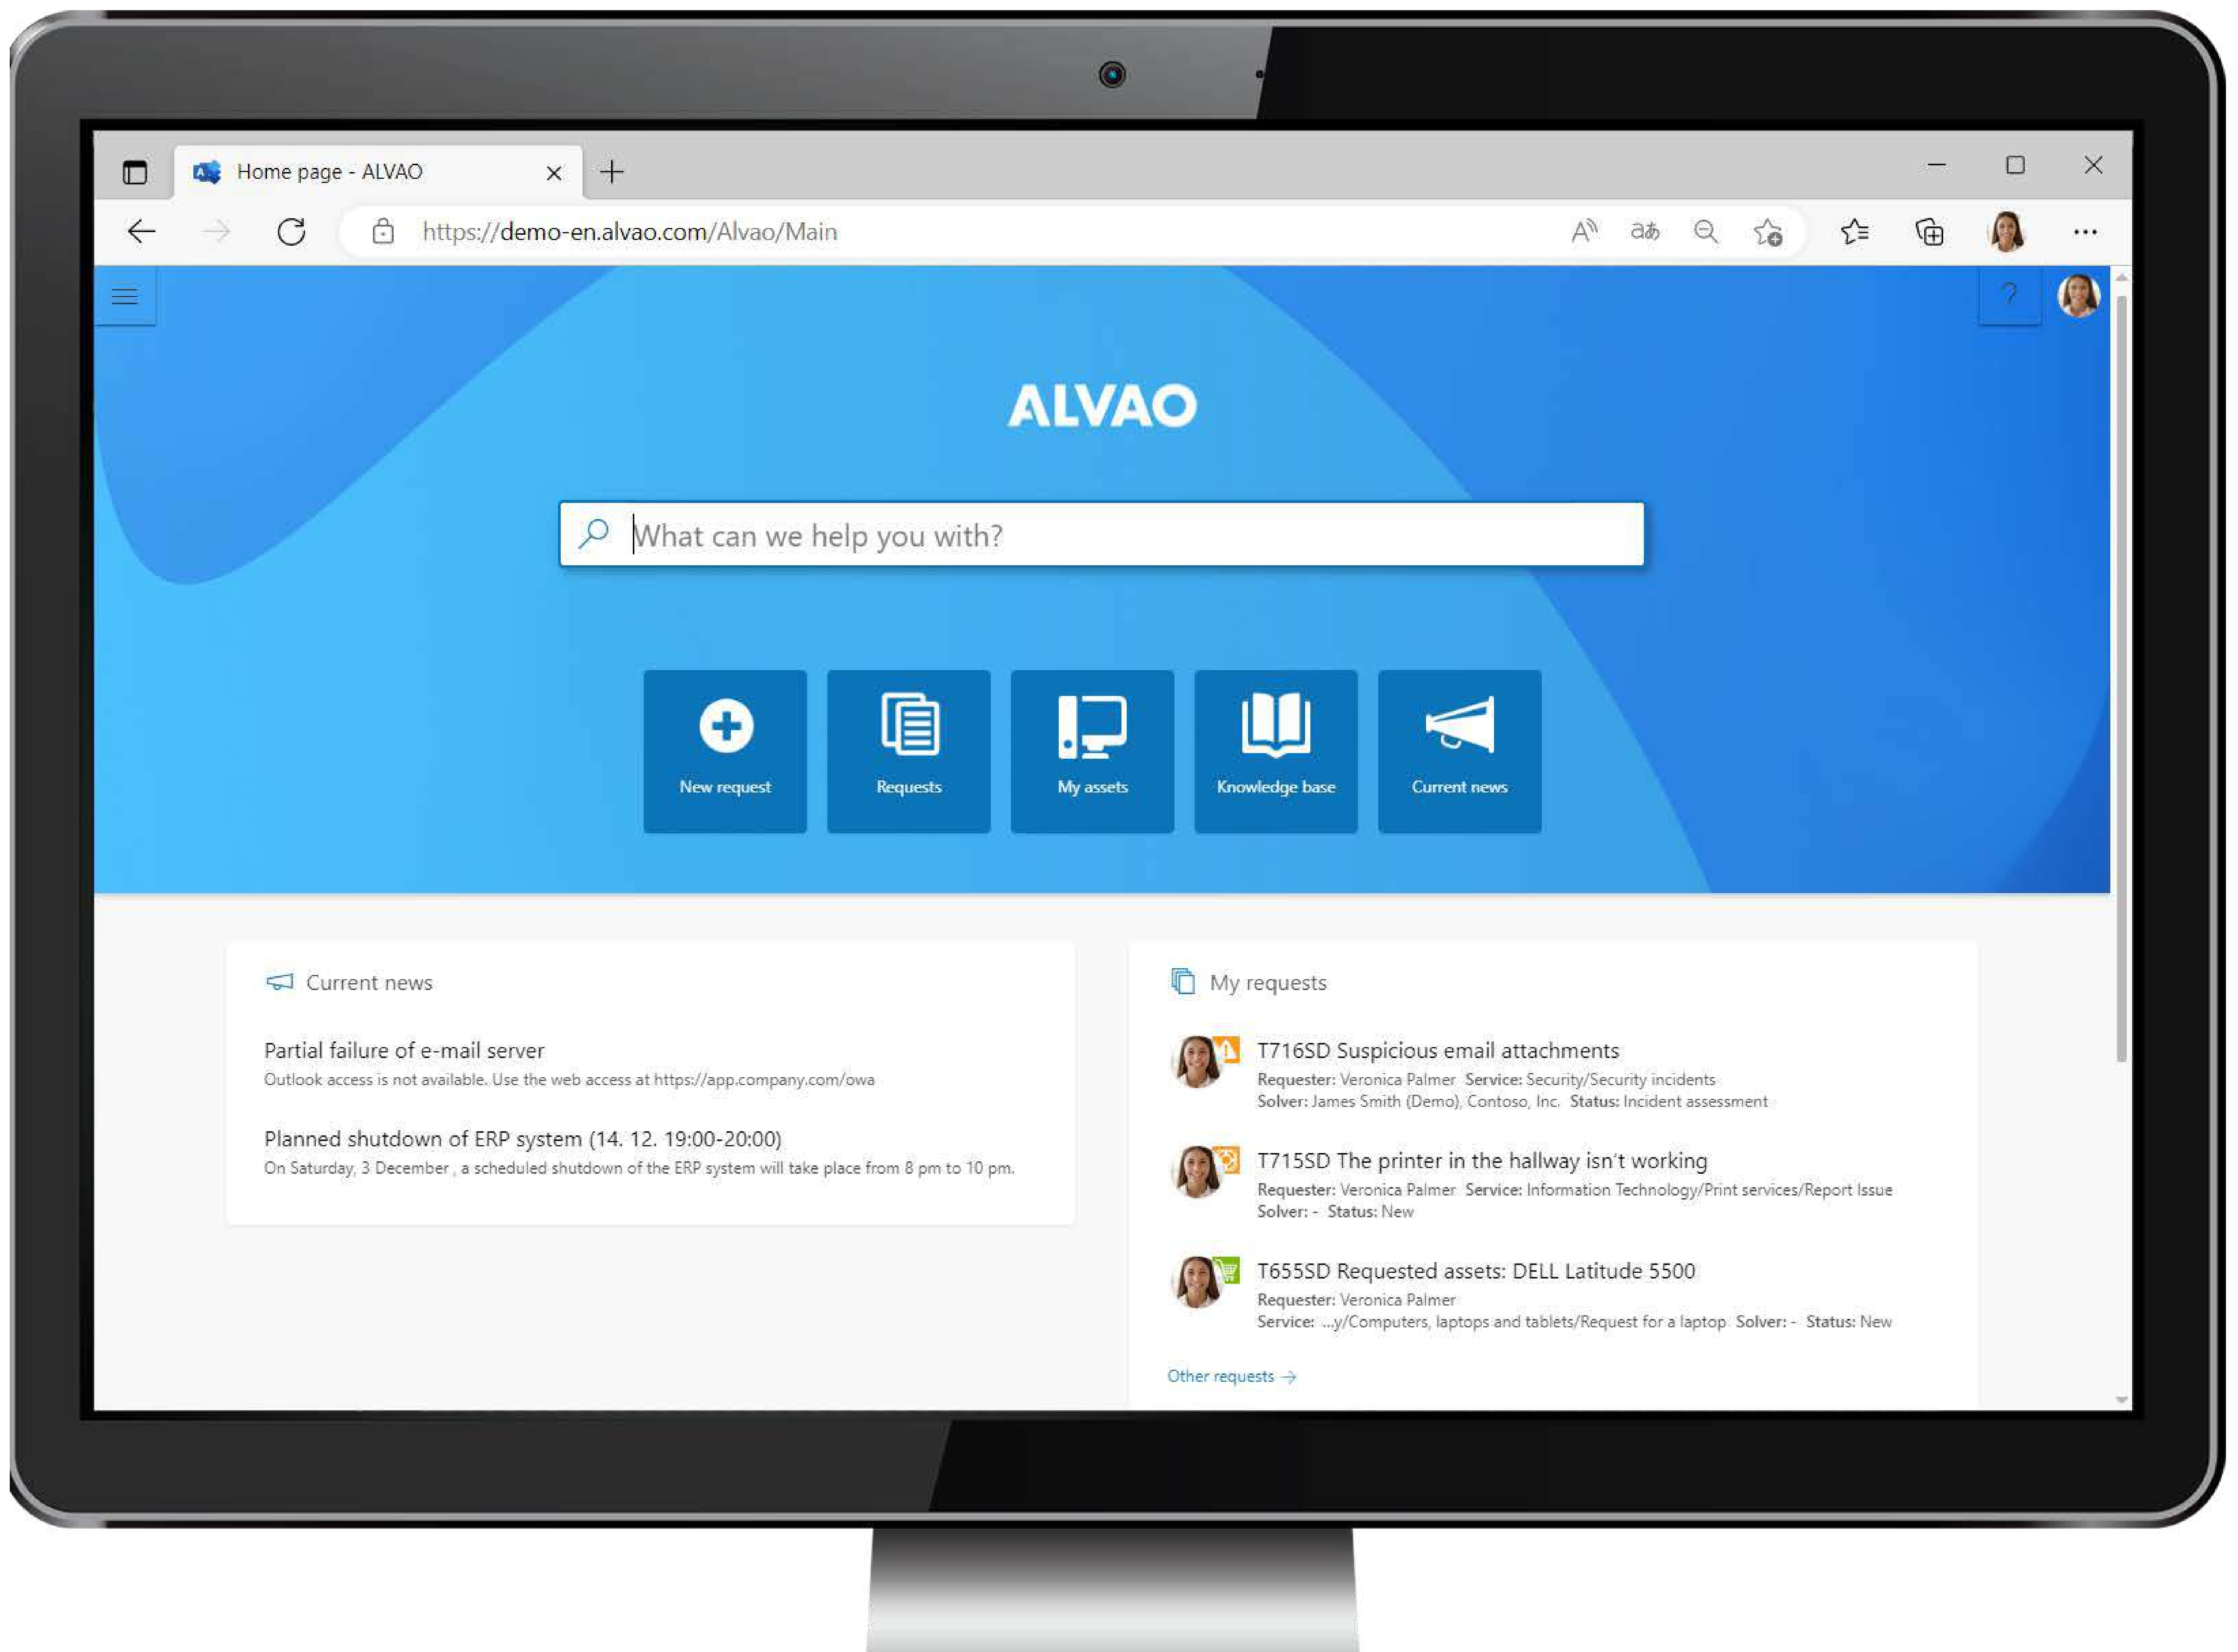 Home page - ALVAO
https://demo-en.alvao.com/Alvao/Main
A
aあ
?
ALVAO
What can we help you with?
New request
Requests
My assets
Knowledge base
Current news
Current news
Partial failure of e-mail server
Outlook access is not available. Use the web access at https://app.company.com/owa
Planned shutdown of ERP system (14. 12. 19:00-20:00)
On Saturday, 3 December , a scheduled shutdown of the ERP system will take place from 8 pm to 10 pm.
My requests
T716SD Suspicious email attachments
Requester: Veronica Palmer Service: Security/Security incidents
Solver: James Smith (Demo), Contoso, Inc. Status: Incident assessment
T715SD The printer in the hallway isn't working
Requester: Veronica Palmer Service: Information Technology/Print services/Report Issue
Solver: - Status: New
T655SD Requested assets: DELL Latitude 5500
Requester: Veronica Palmer
Service: ...y/Computers, laptops and tablets/Request for a laptop Solver: - Status: New
Other requests →